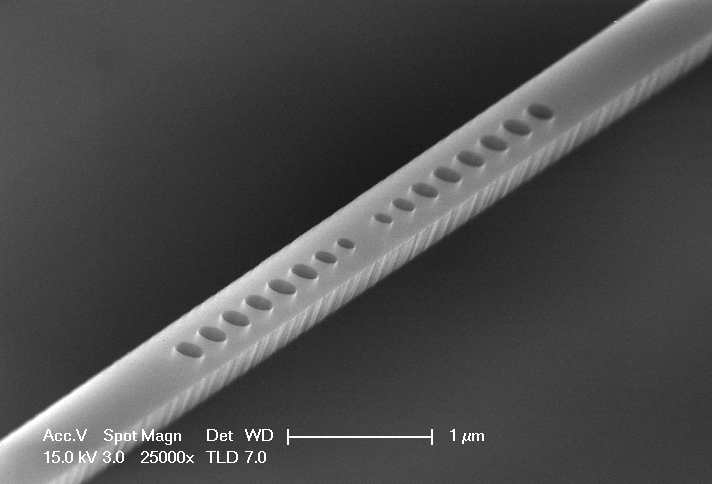 Acc.V Spot Magn Det WD 1 µm
15.0 kV 3.0 25000x TLD 7.0